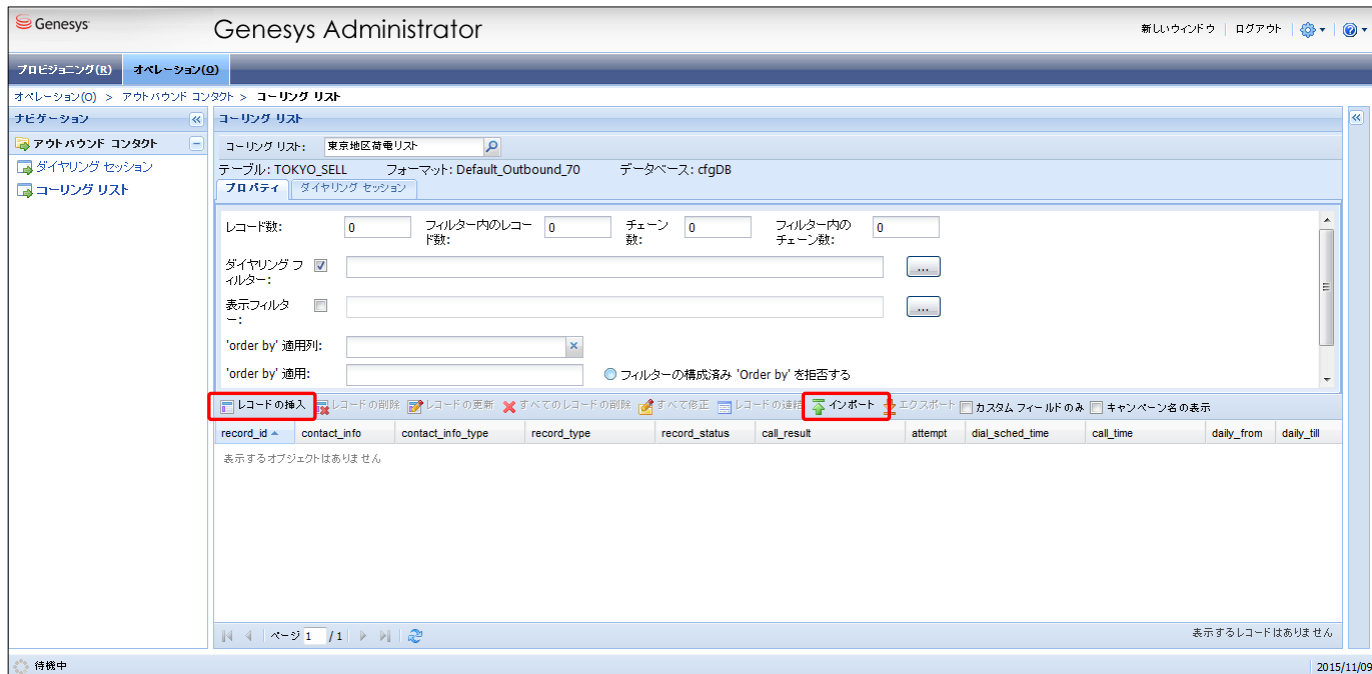 Genesys
Genesys Administrator
新しいウィンドウ ログアウト
プロビジョニング(R) オペレーション(O)
オペレーション(O) > アウトバウンド コンタクト > コーリング リスト
ナビゲーション
コーリング リスト
アウトバウンド コンタクト
コーリング リスト: 東京地区荷電リスト
ダイヤリング セッション
テーブル: TOKYO_SELL フォーマット: Default_Outbound_70 データベース: cfgDB
コーリング リスト
プロパティ ダイヤリング セッション
レコード数: 0 フィルター内のレコー 0 チェーン 0 フィルター内の 0
ド数: 数: チェーン数:
ダイヤリング フ ...
ィルター:
表示フィルタ ...
ー:
'order by' 適用列:
'order by' 適用: フィルターの構成済み 'Order by' を拒否する
レコードの挿入 レコードの削除 レコードの更新 すべてのレコードの削除 すべて修正 レコードの連結 インポート エクスポート カスタム フィールドのみ キャンペーン名の表示
record_id contact_info contact_info_type record_type record_status call_result attempt dial_sched_time call_time daily_from daily_till
表示するオブジェクトはありません
ページ 1 / 1 表示するレコードはありません
待機中 2015/11/09